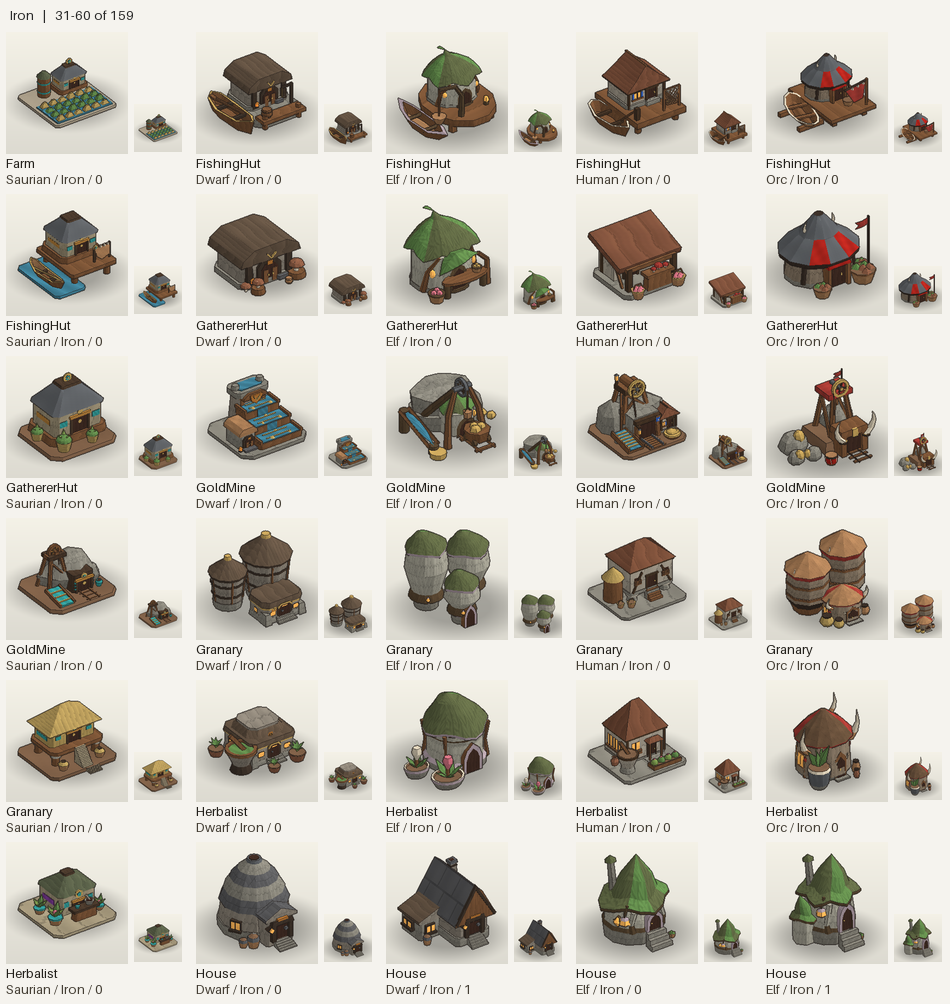 Iron | 31-60 of 159
Farm
Saurian / Iron / 0
FishingHut
Dwarf / Iron / 0
FishingHut
Elf / Iron / 0
FishingHut
Human / Iron / 0
FishingHut
Orc / Iron / 0
FishingHut
Saurian / Iron / 0
GathererHut
Dwarf / Iron / 0
GathererHut
Elf / Iron / 0
GathererHut
Human / Iron / 0
GathererHut
Orc / Iron / 0
GathererHut
Saurian / Iron / 0
GoldMine
Dwarf / Iron / 0
GoldMine
Elf / Iron / 0
GoldMine
Human / Iron / 0
GoldMine
Orc / Iron / 0
GoldMine
Saurian / Iron / 0
Granary
Dwarf / Iron / 0
Granary
Elf / Iron / 0
Granary
Human / Iron / 0
Granary
Orc / Iron / 0
Granary
Saurian / Iron / 0
Herbalist
Dwarf / Iron / 0
Herbalist
Elf / Iron / 0
Herbalist
Human / Iron / 0
Herbalist
Orc / Iron / 0
Herbalist
Saurian / Iron / 0
House
Dwarf / Iron / 0
House
Dwarf / Iron / 1
House
Elf / Iron / 0
House
Elf / Iron / 1